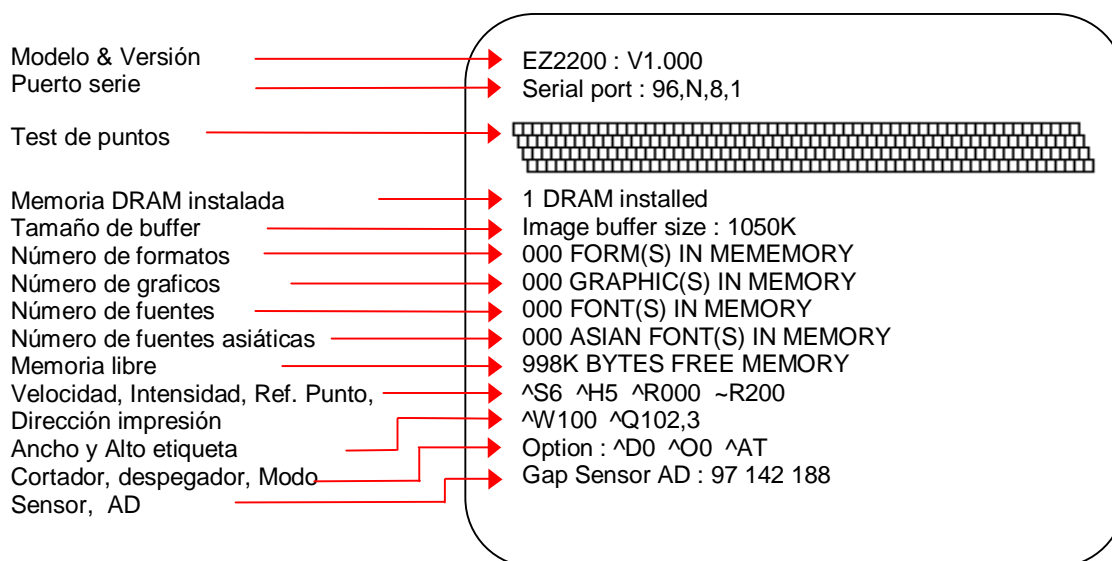 Modelo & Versión
EZ2200 : V1.000
Puerto serie
Serial port : 96,N,8,1
Test de puntos
Memoria DRAM instalada
1 DRAM installed
Tamaño de buffer
Image buffer size : 1050K
Número de formatos
000 FORM(S) IN MEMEMORY
Número de graficos
000 GRAPHIC(S) IN MEMORY
Número de fuentes
000 FONT(S) IN MEMORY
Número de fuentes asiáticas
000 ASIAN FONT(S) IN MEMORY
Memoria libre
998K BYTES FREE MEMORY
Velocidad, Intensidad, Ref. Punto,
^S6 ^H5 ^R000 ~R200
Dirección impresión
^W100 ^Q102,3
Ancho y Alto etiqueta
Option : ^D0 ^O0 ^AT
Cortador, despegador, Modo
Gap Sensor AD : 97 142 188
Sensor, AD